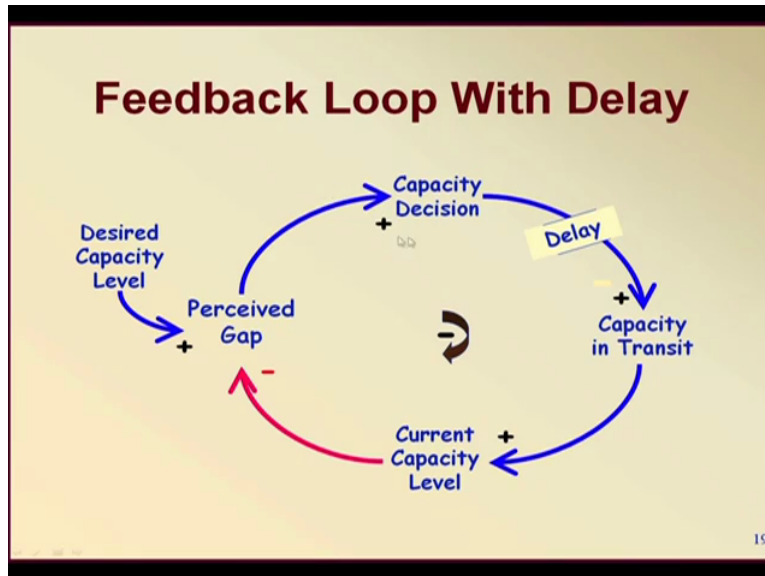 Feedback Loop With Delay
Capacity
Decision
+
Delay
Desired
Capacity
Level
+
Perceived
Gap
-
+
Capacity
in Transit
-
-
Current
Capacity
Level
+
19